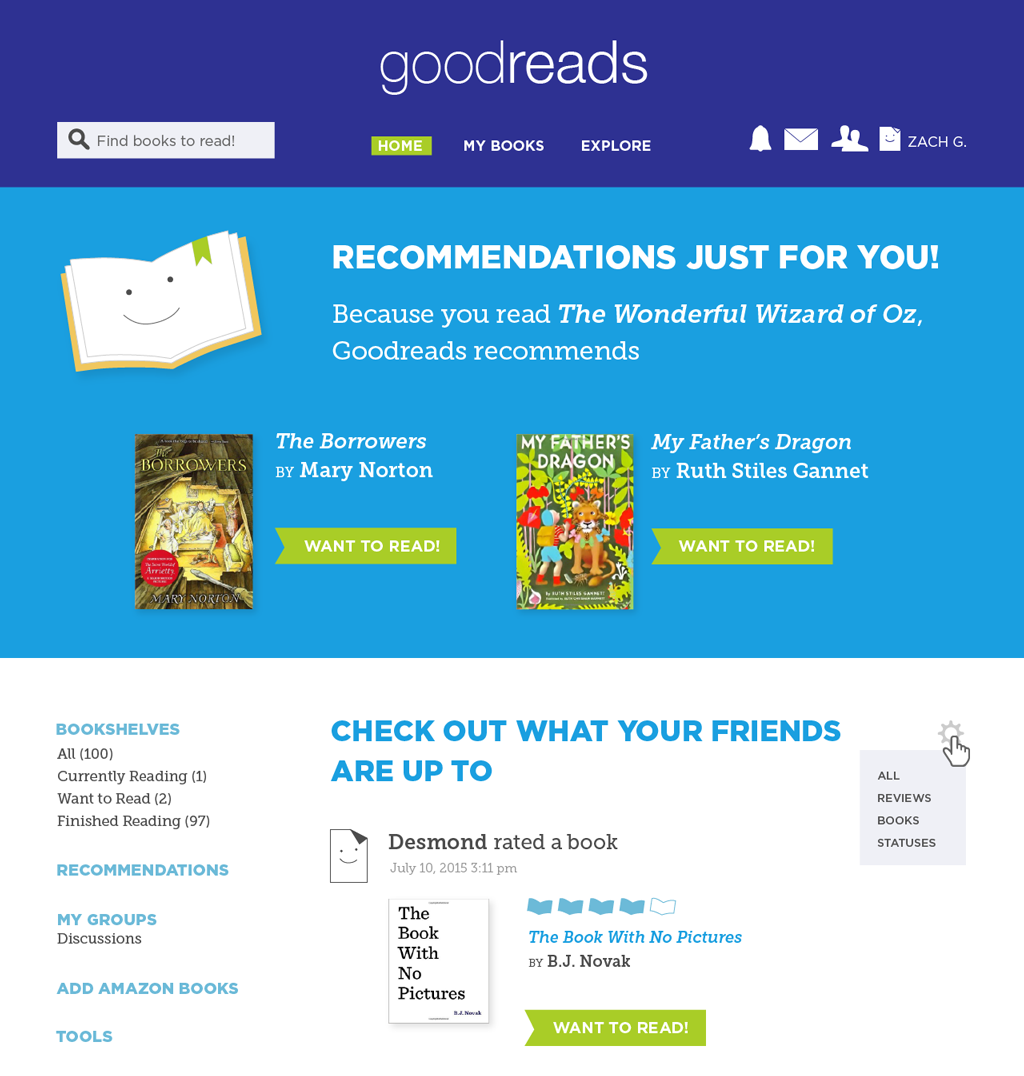 goodreads
Find books to read!
HOME
MY BOOKS
EXPLORE
ZACH G.
RECOMMENDATIONS JUST FOR YOU!
Because you read The Wonderful Wizard of Oz,
Goodreads recommends
The
BORROWERS
Arrietty
MARY NORTON
The Borrowers
BY Mary Norton
WANT TO READ!
MY FATHER'S
DRAGON
by RUTH STILES GANNETT
My Father's Dragon
BY Ruth Stiles Gannet
WANT TO READ!
BOOKSHELVES
All (100)
Currently Reading (1)
Want to Read (2)
Finished Reading (97)
RECOMMENDATIONS
MY GROUPS
Discussions
ADD AMAZON BOOKS
TOOLS
CHECK OUT WHAT YOUR FRIENDS
ARE UP TO
ALL
REVIEWS
BOOKS
STATUSES
Desmond rated a book
July 10, 2015 3:11 pm
The
Book
With
No
Pictures
B.J. Novak
The Book With No Pictures
BY B.J. Novak
WANT TO READ!